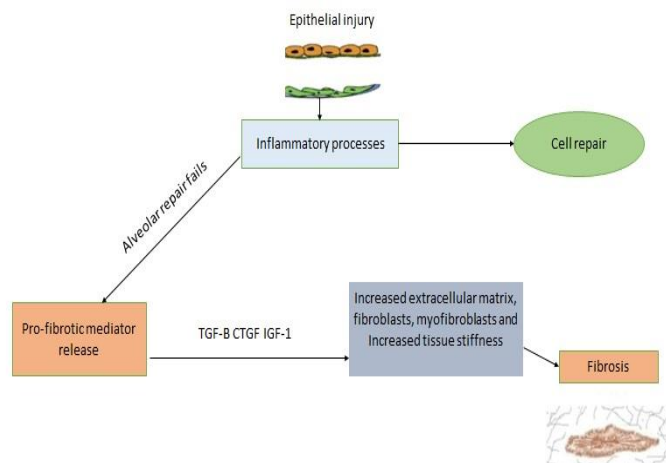 Epithelial injury
Inflammatory processes
Cell repair
Alveolar repair fails
Pro-fibrotic mediator
release
TGF-B CTGF IGF-1
Increased extracellular matrix,
fibroblasts, myofibroblasts and
Increased tissue stiffness
Fibrosis